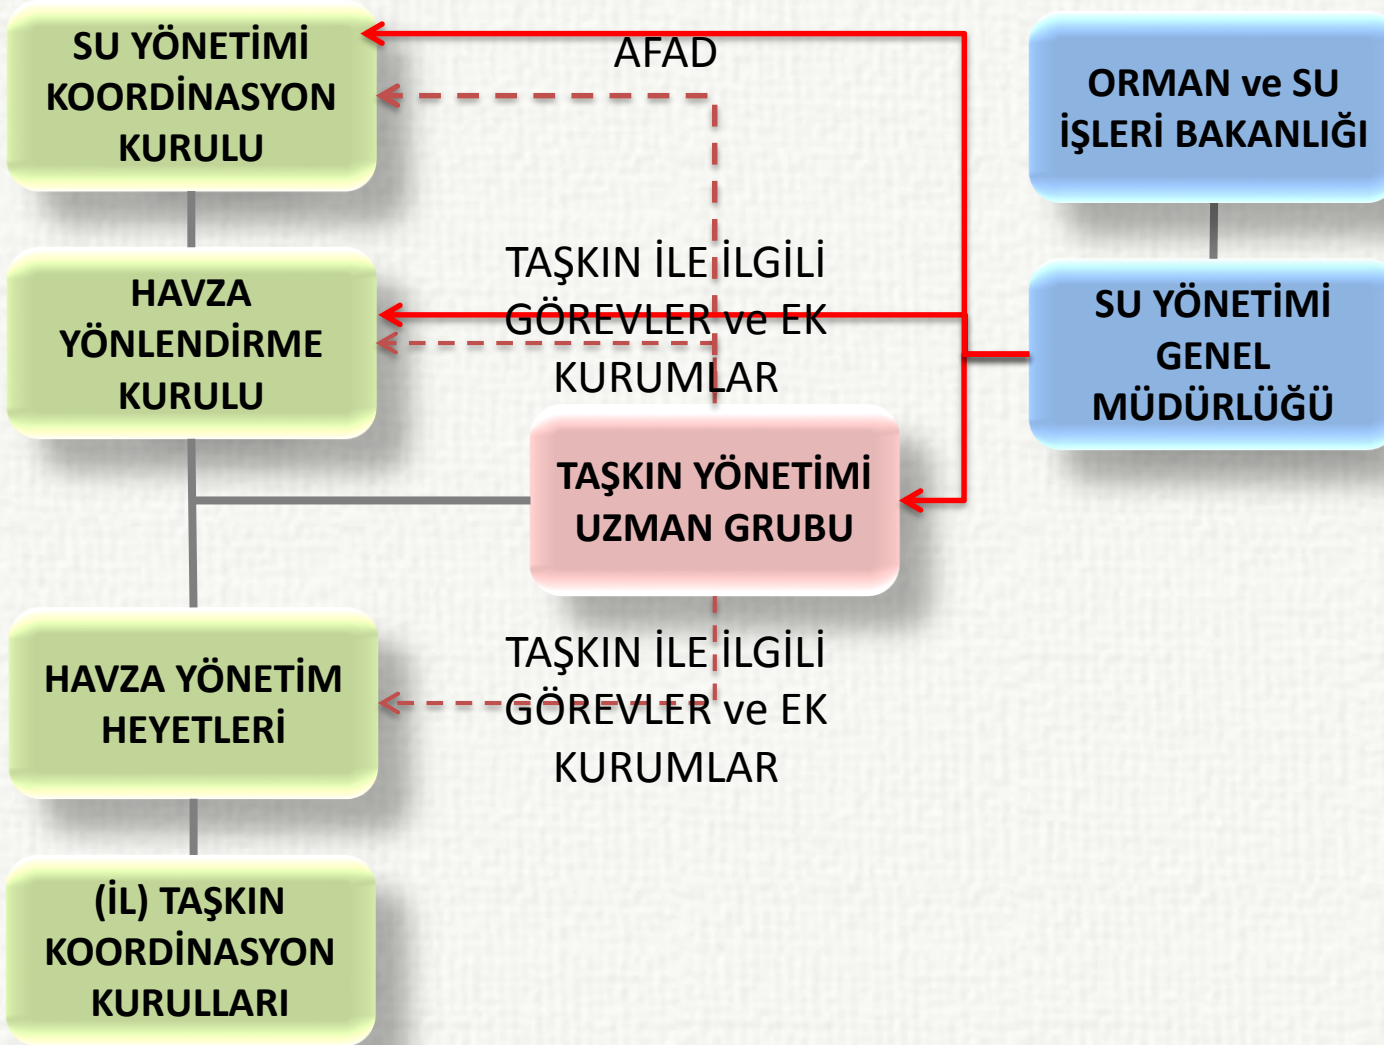 SU YÖNETİMİ
KOORDİNASYON
KURULU
AFAD
ORMAN ve SU
İŞLERİ BAKANLIĞI
HAVZA
YÖNLENDİRME
KURULU
TAŞKIN İLE İLGİLİ
GÖREVLER ve EK
KURUMLAR
SU YÖNETİMİ
GENEL
MÜDÜRLÜĞÜ
TAŞKIN YÖNETİMİ
UZMAN GRUBU
HAVZA YÖNETİM
HEYETLERİ
TAŞKIN İLE İLGİLİ
GÖREVLER ve EK
KURUMLAR
(İL) TAŞKIN
KOORDİNASYON
KURULLARI